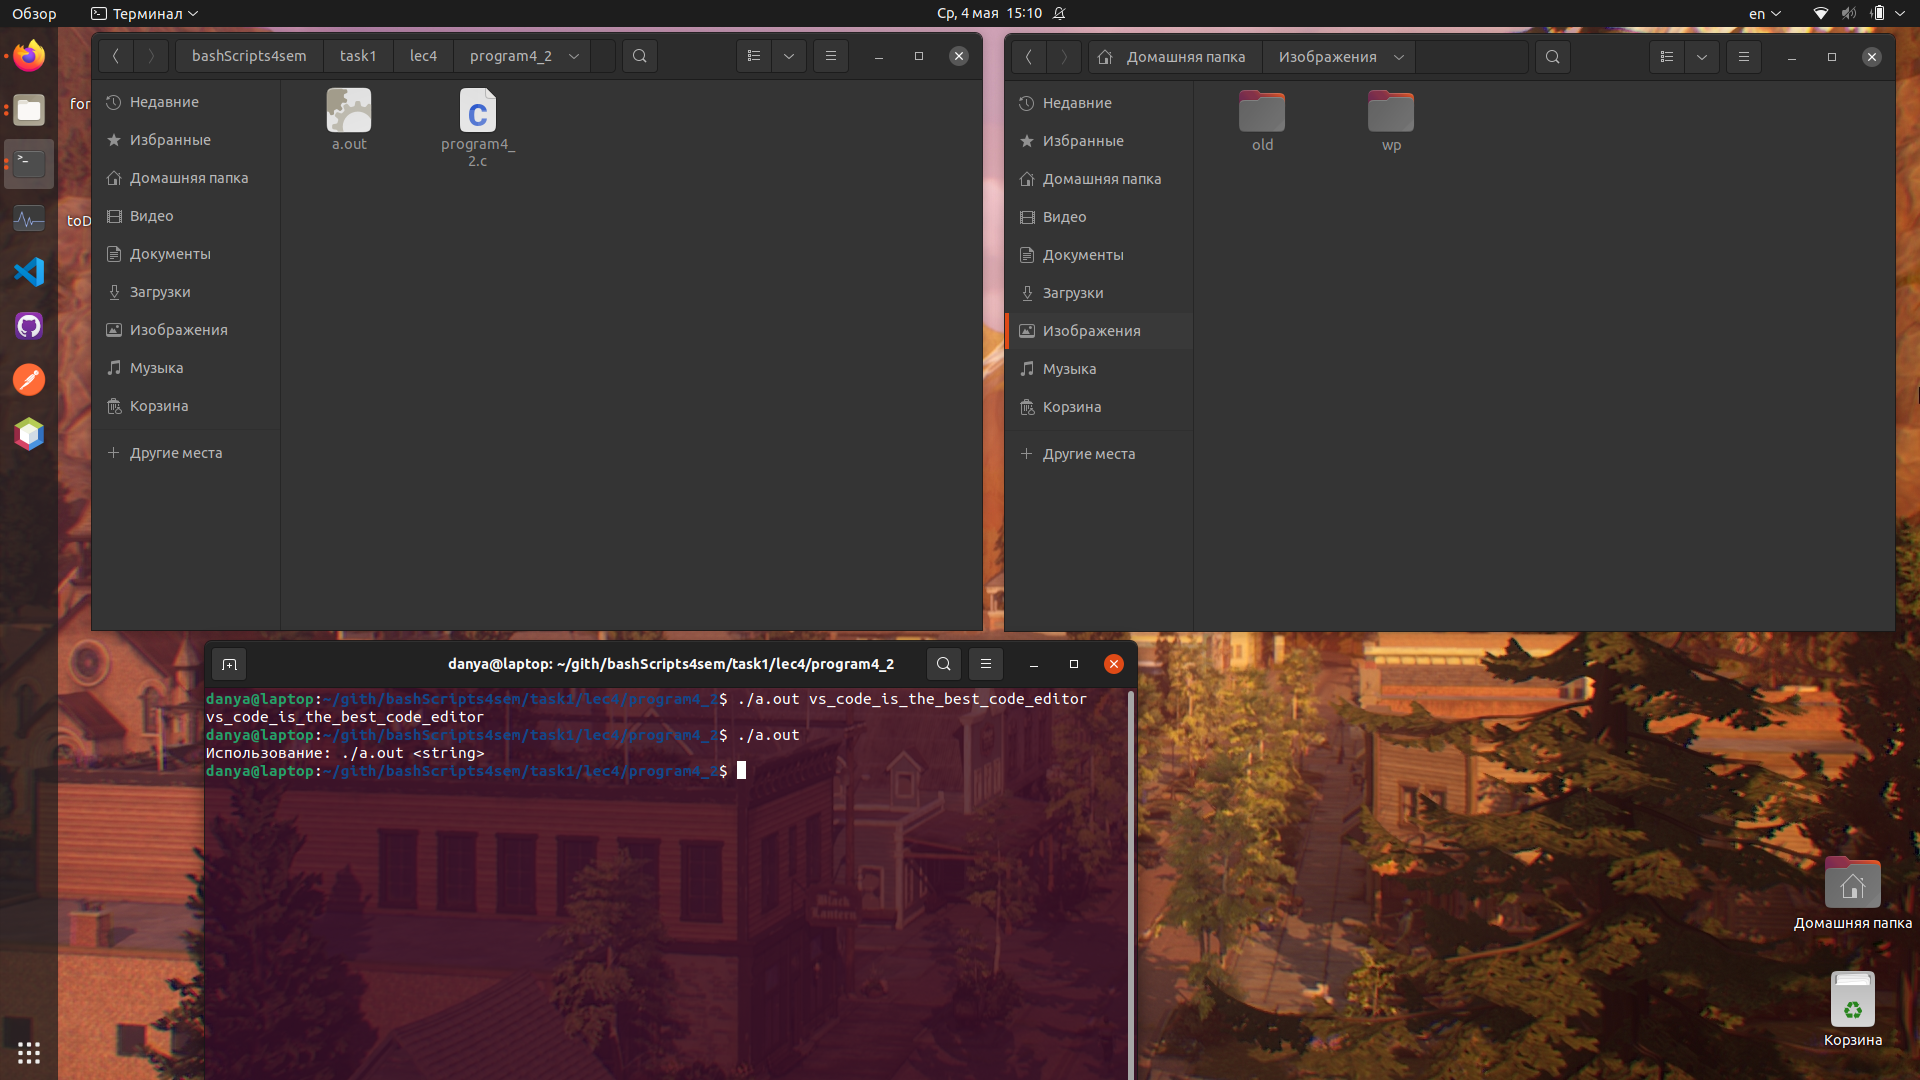 Обзор
Терминал
Ср, 4 мая 15:10
en
for
toD
bashScripts4sem
task1
lec4
program4_2
Недавние
Избранные
Домашняя папка
Видео
Документы
Загрузки
Изображения
Музыка
Корзина
Другие места
a.out
program4_
2.c
Домашняя папка
Изображения
Недавние
Избранные
Домашняя папка
Видео
Документы
Загрузки
Изображения
Музыка
Корзина
Другие места
old
wp
danya@laptop: ~/gith/bashScripts4sem/task1/lec4/program4_2
danya@laptop:~/gith/bashScripts4sem/task1/lec4/program4_2$ ./a.out vs_code_is_the_best_code_editor
vs_code_is_the_best_code_editor
danya@laptop:~/gith/bashScripts4sem/task1/lec4/program4_2$ ./a.out
Использование: ./a.out <string>
danya@laptop:~/gith/bashScripts4sem/task1/lec4/program4_2$
Black
Lantern
Домашняя папка
Корзина